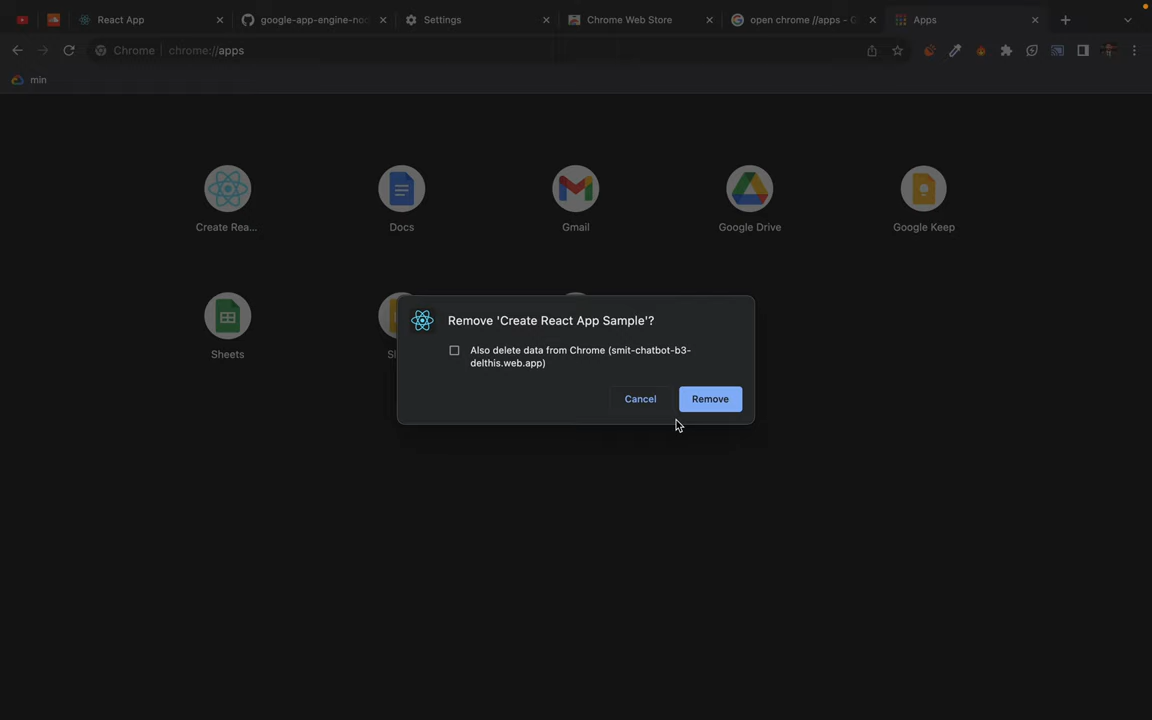 React App
google-app-engine-noc
Settings
Chrome Web Store
open chrome //apps - G
Apps
Chrome
chrome://apps
min
Create Rea...
Docs
Gmail
Google Drive
Google Keep
Sheets
Sl
Remove 'Create React App Sample'?
Also delete data from Chrome (smit-chatbot-b3-
delthis.web.app)
Cancel
Remove